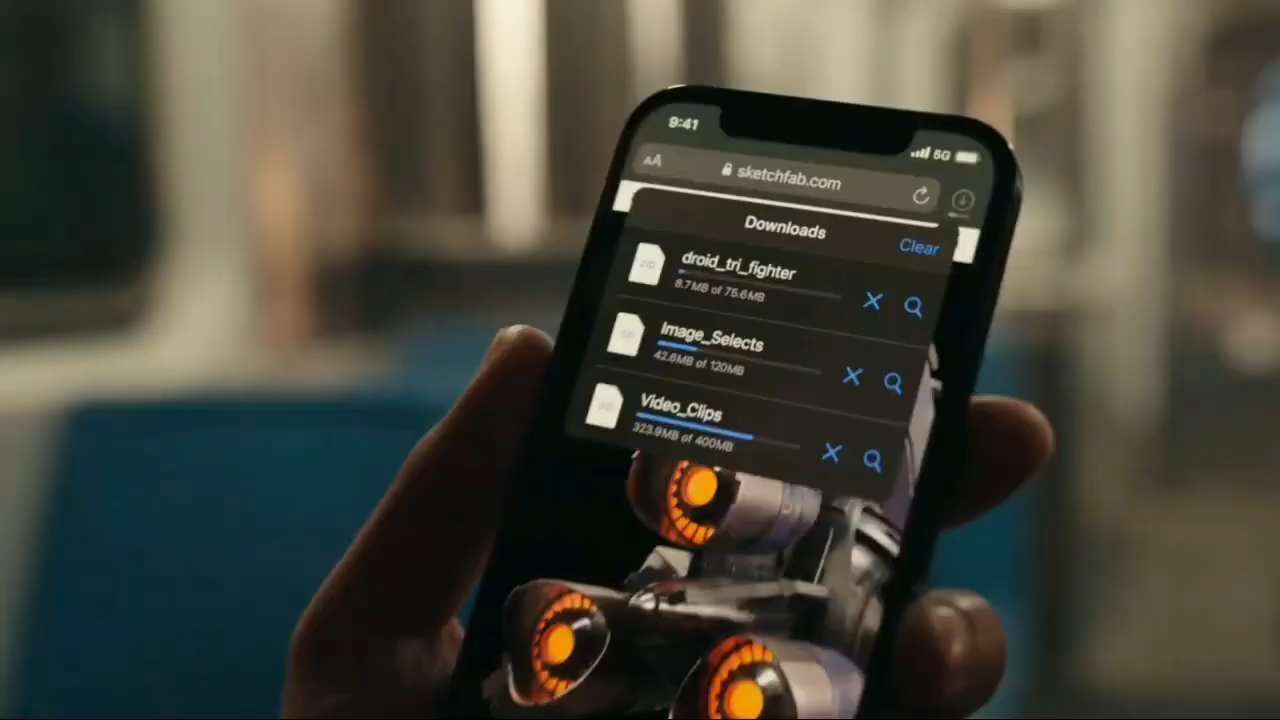 9:41
5G
AA
sketchfab.com
Downloads
Clear
droid_tri_fighter
8.7MB of 75.6MB
Image_Selects
42.6MB of 120MB
Video_Clips
323.9MB of 400MB